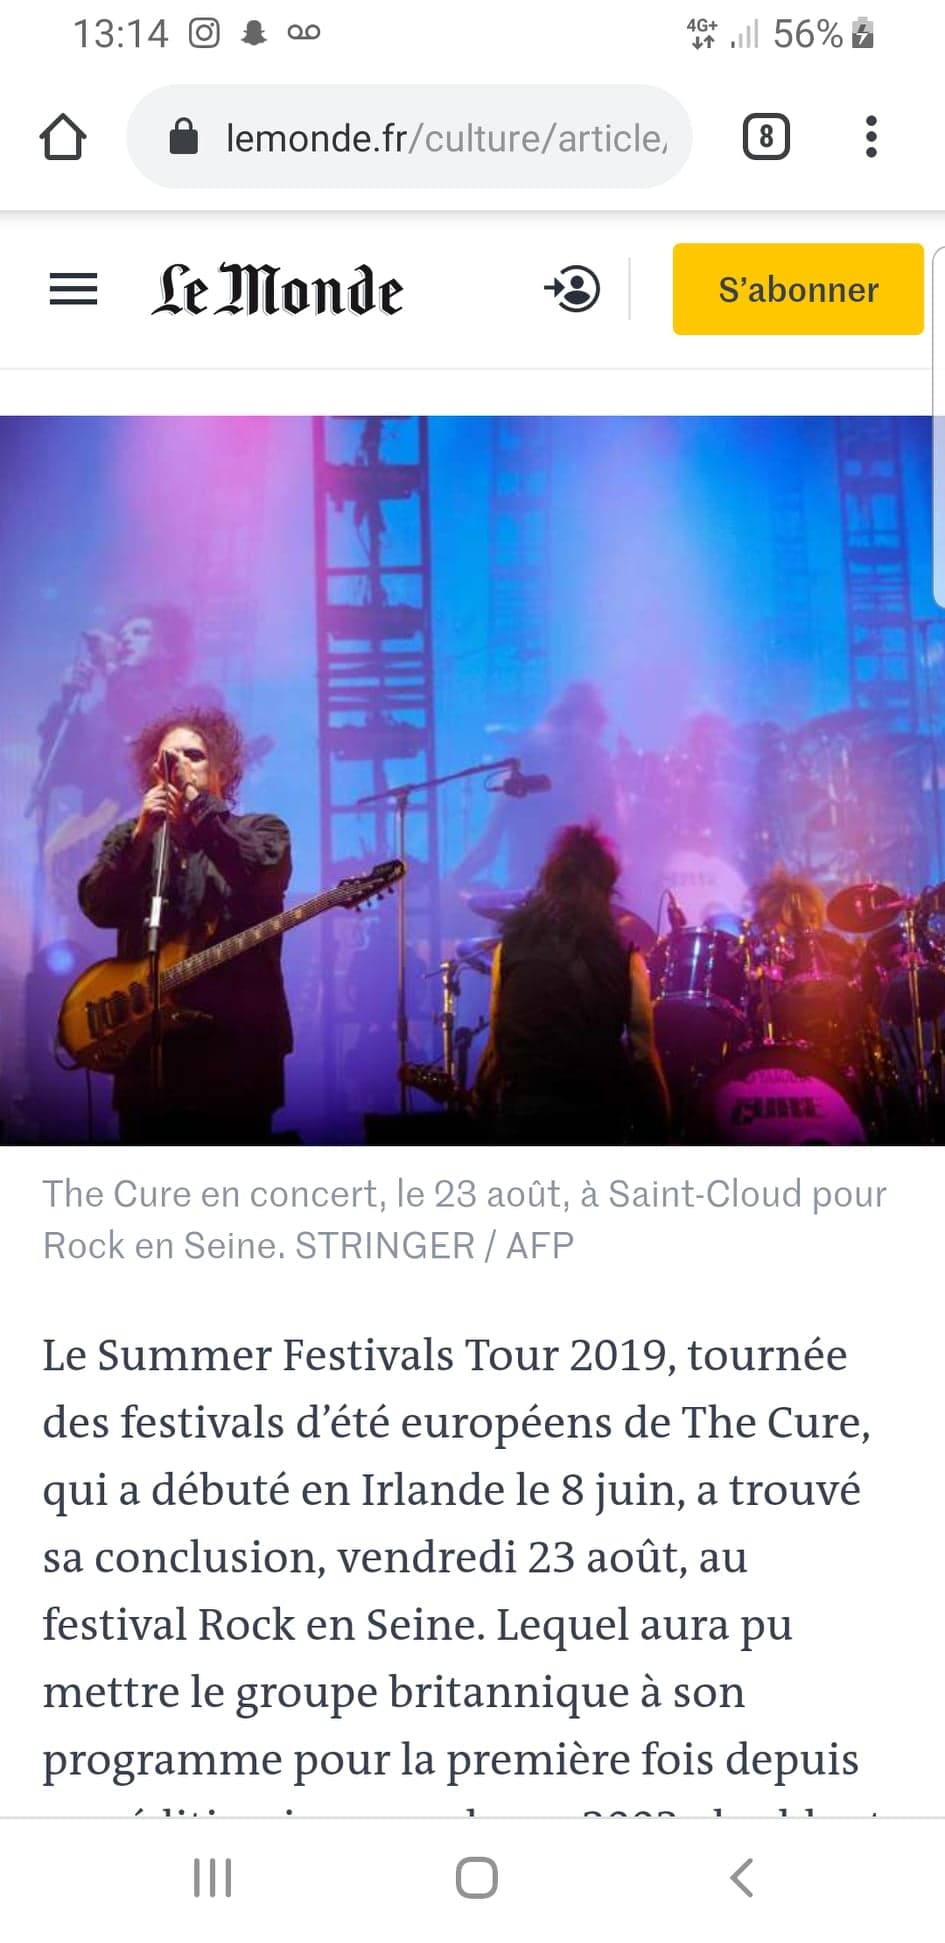 13:14
4G+
56%
lemonde.fr/culture/article
8
Le Monde
S'abonner
CURE
The Cure en concert, le 23 août, à Saint-Cloud pour
Rock en Seine. STRINGER / AFP
Le Summer Festivals Tour 2019, tournée
des festivals d'été européens de The Cure,
qui a débuté en Irlande le 8 juin, a trouvé
sa conclusion, vendredi 23 août, au
festival Rock en Seine. Lequel aura pu
mettre le groupe britannique à son
programme pour la première fois depuis